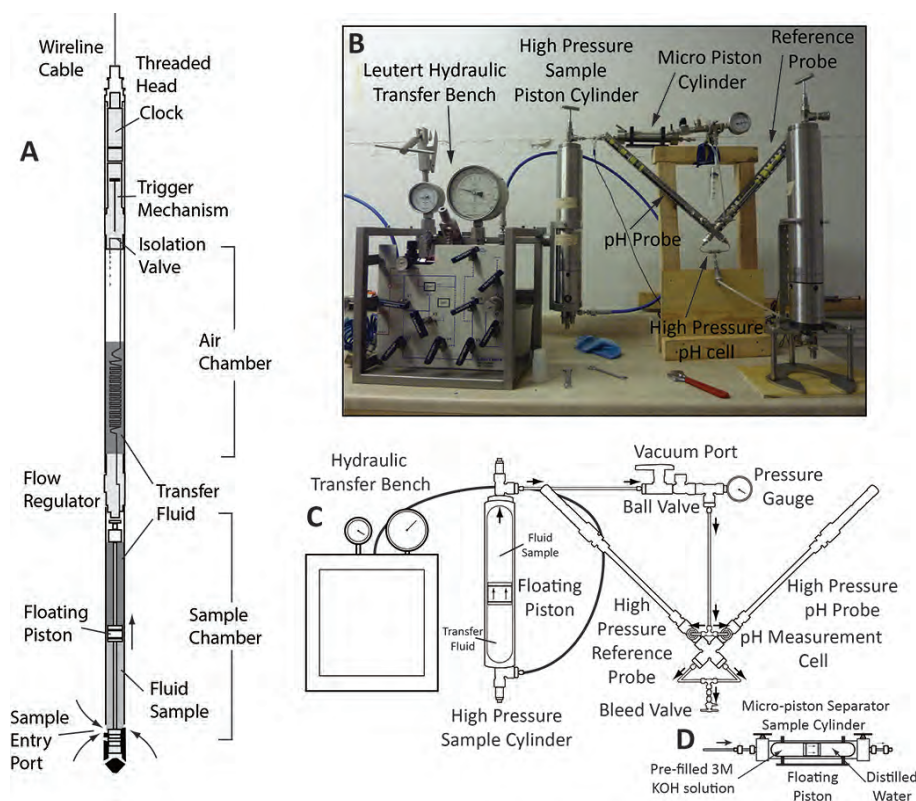 A
Wireline
Cable
Threaded
Head
Clock
Trigger
Mechanism
Isolation
Valve
Air
Chamber
Flow
Regulator
Transfer
Fluid
Floating
Piston
Sample
Chamber
Fluid
Sample
Sample
Entry
Port
B
Leutert Hydraulic
Transfer Bench
High Pressure
Sample
Piston Cylinder
Micro Piston
Cylinder
Reference
Probe
pH Probe
High Pressure
pH cell
C
Hydraulic
Transfer Bench
Vacuum Port
Ball Valve
Pressure
Gauge
Fluid
Sample
Floating
Piston
Transfer
Fluid
High Pressure
Sample Cylinder
High
Pressure
Reference
Probe
High Pressure
pH Probe
pH Measurement
Cell
Bleed Valve
Micro-piston Separator
Sample Cylinder
D
Pre-filled 3M
KOH solution
Floating
Piston
Distilled
Water